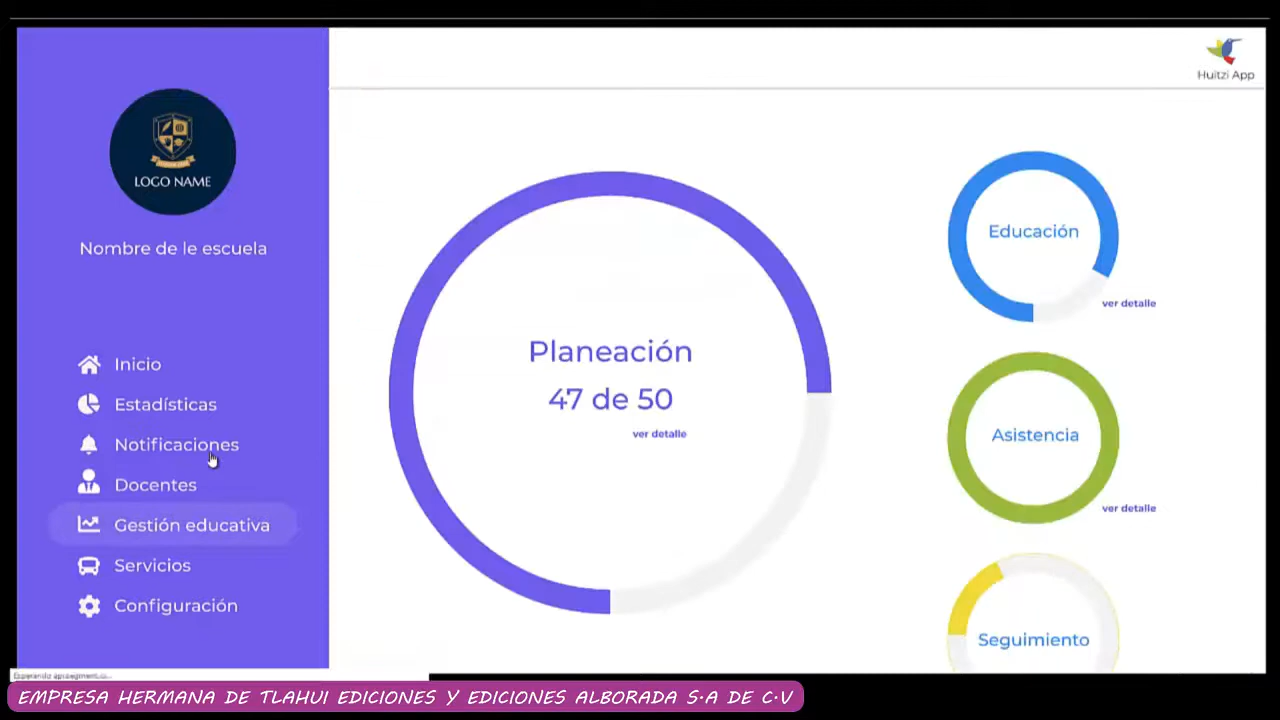 Huitzi App
LOGO NAME
Nombre de le escuela
Inicio
Estadísticas
Notificaciones
Docentes
Gestión educativa
Servicios
Configuración
Planeación
47 de 50
ver detalle
Educación
ver detalle
Asistencia
ver detalle
Seguimiento
EMPRESA HERMANA DE TLAHUI EDICIONES Y EDICIONES ALBORADA S.A DE C.V